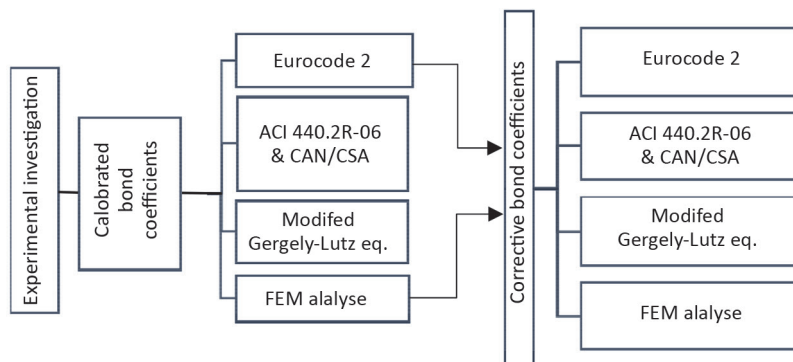 Experimental investigation
Calobrated
bond
coefficients
Eurocode 2
ACI 440.2R-06
& CAN/CSA
Modifed
Gergely-Lutz eq.
FEM alalyse
Corrective bond coefficients
Eurocode 2
ACI 440.2R-06
& CAN/CSA
Modifed
Gergely-Lutz eq.
FEM alalyse